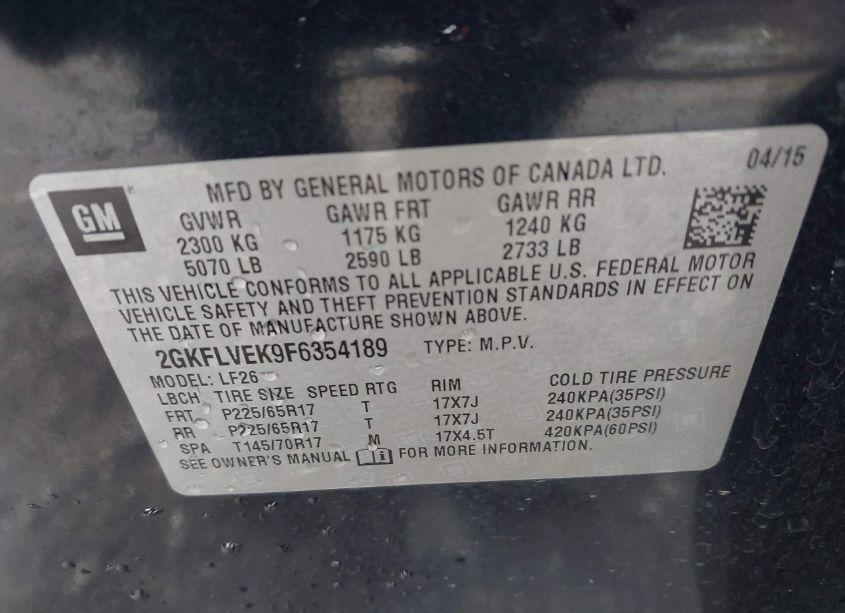 GM
MFD BY GENERAL MOTORS OF CANADA LTD. 04/15
GVWR GAWR FRT GAWR RR
2300 KG 1175 KG 1240 KG
5070 LB 2590 LB 2733 LB
THIS VEHICLE CONFORMS TO ALL APPLICABLE U.S. FEDERAL MOTOR
VEHICLE SAFETY AND THEFT PREVENTION STANDARDS IN EFFECT ON
THE DATE OF MANUFACTURE SHOWN ABOVE.
2GKFLVEK9F6354189 TYPE: M.P.V.
MODEL: LF26
LBCH TIRE SIZE SPEED RTG RIM COLD TIRE PRESSURE
FRT P225/65R17 T 17X7J 240KPA(35PSI)
RR P225/65R17 T 17X7J 240KPA(35PSI)
SPA T145/70R17 M 17X4.5T 420KPA(60PSI)
SEE OWNER'S MANUAL FOR MORE INFORMATION.